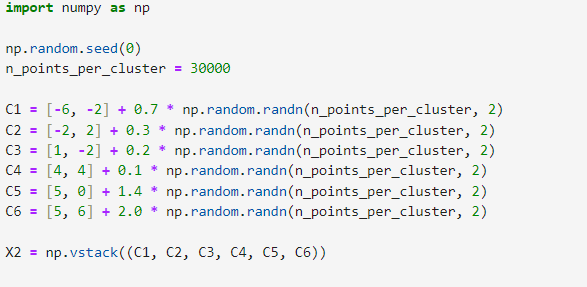 import numpy as np
np.random.seed(0)
n_points_per_cluster = 30000
C1 = [-6, -2] + 0.7 * np.random.randn(n_points_per_cluster, 2)
C2 = [-2, 2] + 0.3 * np.random.randn(n_points_per_cluster, 2)
C3 = [1, -2] + 0.2 * np.random.randn(n_points_per_cluster, 2)
C4 = [4, 4] + 0.1 * np.random.randn(n_points_per_cluster, 2)
C5 = [5, 0] + 1.4 * np.random.randn(n_points_per_cluster, 2)
C6 = [5, 6] + 2.0 * np.random.randn(n_points_per_cluster, 2)
X2 = np.vstack((C1, C2, C3, C4, C5, C6))